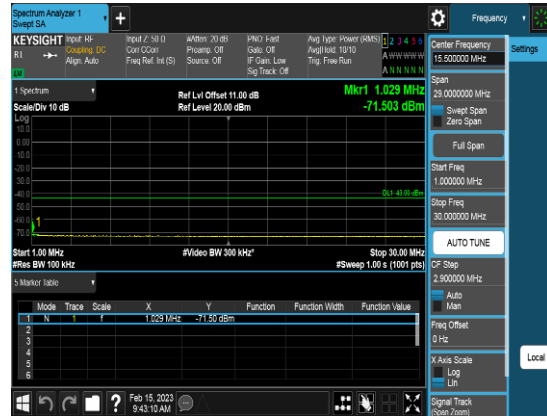 Spectrum Analyzer 1
Swept SA
+
Frequency
KEYSIGHT
R1
LXI
Input: RF
Coupling: DC
Align: Auto
Input Z: 50 Ω
Corr CCorr
Freq Ref: Int (S)
#Atten: 20 dB
Preamp: Off
Source: Off
PNO: Fast
Gate: Off
IF Gain: Low
Sig Track: Off
Avg Type: Power (RMS)
Avg|Hold: 10/10
Trig: Free Run
1 2 3 4 5 6
A W W W W W
A N N N N N
1 Spectrum
Scale/Div 10 dB
Ref Lvl Offset 11.00 dB
Ref Level 20.00 dBm
Mkr1 1.029 MHz
-71.503 dBm
Log
10.0
0.00
-10.0
-20.0
-30.0
-40.0
-50.0
-60.0
-70.0
1
DL1 -43.00 dBm
Start 1.00 MHz
#Video BW 300 kHz*
Stop 30.00 MHz
#Res BW 100 kHz
#Sweep 1.00 s (1001 pts)
5 Marker Table
Mode Trace Scale X Y Function Function Width Function Value
1 N 1 f 1.029 MHz -71.50 dBm
2
3
4
5
6
Feb 15, 2023
9:43:10 AM
Center Frequency
15.500000 MHz
Settings
Span
29.0000000 MHz
Swept Span
Zero Span
Full Span
Start Freq
1.000000 MHz
Stop Freq
30.000000 MHz
AUTO TUNE
CF Step
2.900000 MHz
Auto
Man
Freq Offset
0 Hz
X Axis Scale
Log
Lin
Local
Signal Track
(Span Zoom)